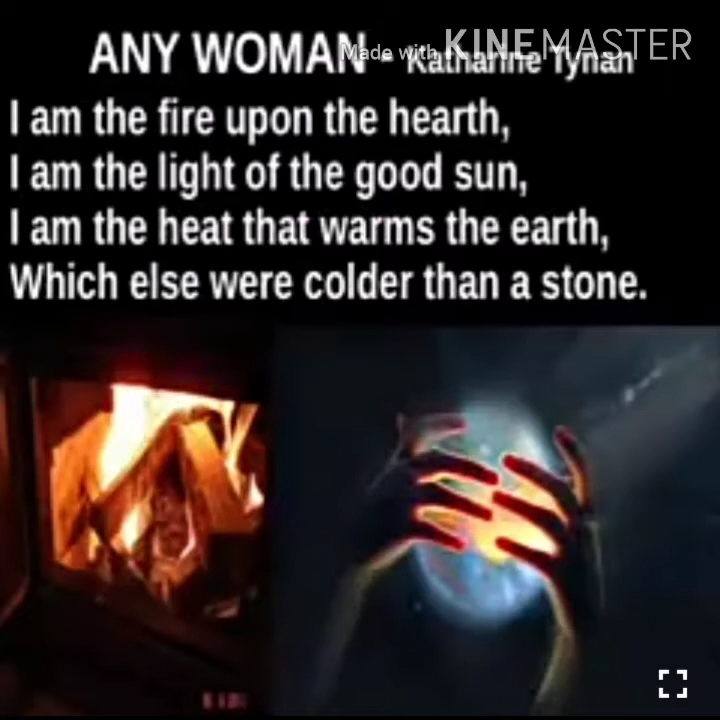 ANY WOMAN - Katharine Tynan
Made with KINEMASTER
I am the fire upon the hearth,
I am the light of the good sun,
I am the heat that warms the earth,
Which else were colder than a stone.